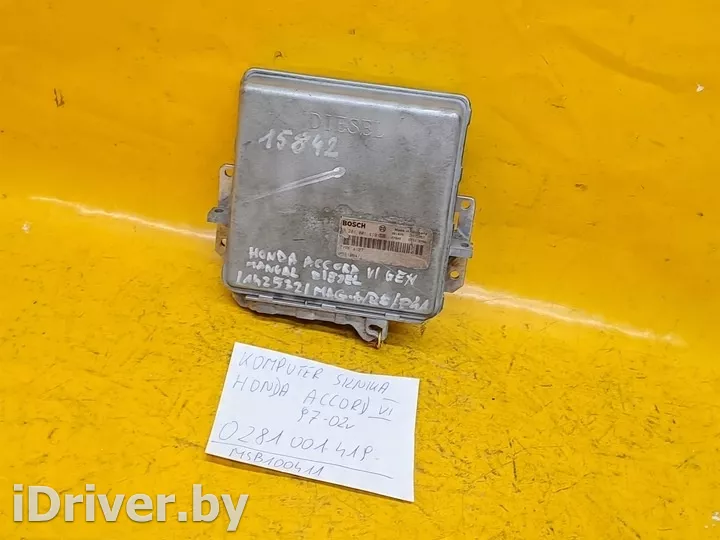 DIESEL
15842
BOSCH
HONDA ACCORD VI GEN
MANUAL DIESEL
KOMPUTER SILNIKA
HONDA ACCORD VI
97-02r
0281001419.
MSB100411
iDriver.by